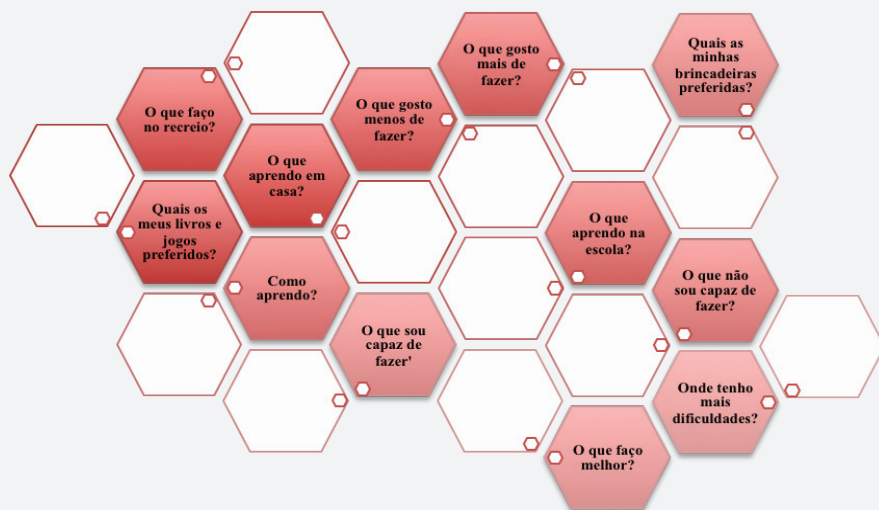 O que gosto
mais de
fazer?
Quais as
minhas
brincadeiras
preferidas?
O que faço
no recreio?
O que gosto
menos de
fazer?
O que
aprendo em
casa?
Quais os
meus livros e
jogos
preferidos?
O que
aprendo na
escola?
Como
aprendo?
O que não
sou capaz de
fazer?
O que sou
capaz de
fazer'
Onde tenho
mais
dificuldades?
O que faço
melhor?